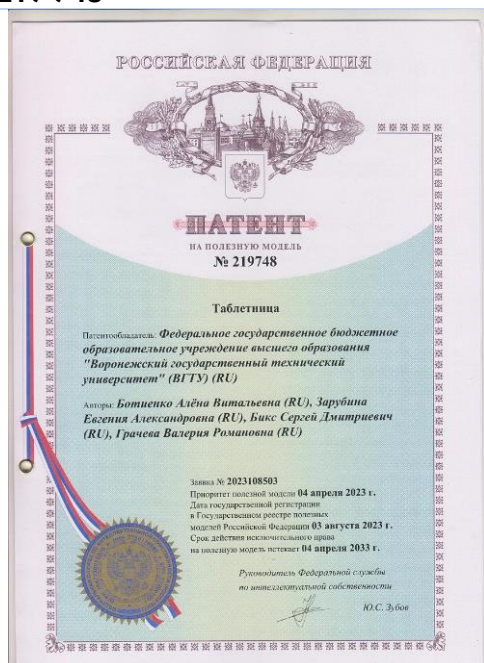 РОССИЙСКАЯ ФЕДЕРАЦИЯ
ПАТЕНТ
НА ПОЛЕЗНУЮ МОДЕЛЬ
№ 219748
Таблетница
Патентообладатель: Федеральное государственное бюджетное
образовательное учреждение высшего образования
"Воронежский государственный технический
университет" (ВГТУ) (RU)
Авторы: Ботиенко Алёна Витальевна (RU), Зарубина
Евгения Александровна (RU), Бикс Сергей Дмитриевич
(RU), Грачева Валерия Романовна (RU)
Заявка № 2023108503
Приоритет полезной модели 04 апреля 2023 г.
Дата государственной регистрации
в Государственном реестре полезных
моделей Российской Федерации 03 августа 2023 г.
Срок действия исключительного права
на полезную модель истекает 04 апреля 2033 г.
Руководитель Федеральной службы
по интеллектуальной собственности
Ю.С. Зубов